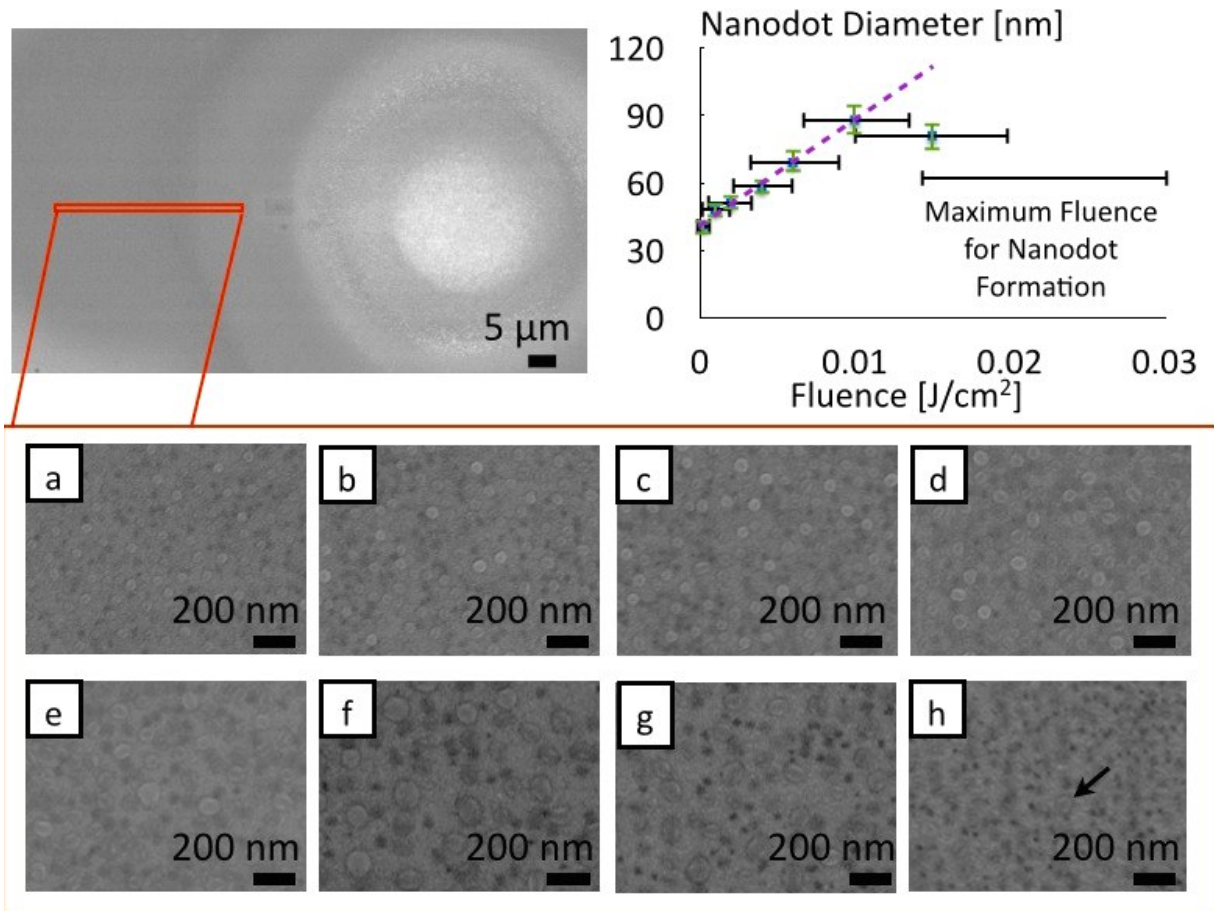 5 µm
Nanodot Diameter [nm]
120
90
60
30
0
Maximum Fluence
for Nanodot
Formation
0
0.01
0.02
0.03
Fluence [J/cm²]
a
200 nm
b
200 nm
c
200 nm
d
200 nm
e
200 nm
f
200 nm
g
200 nm
h
200 nm